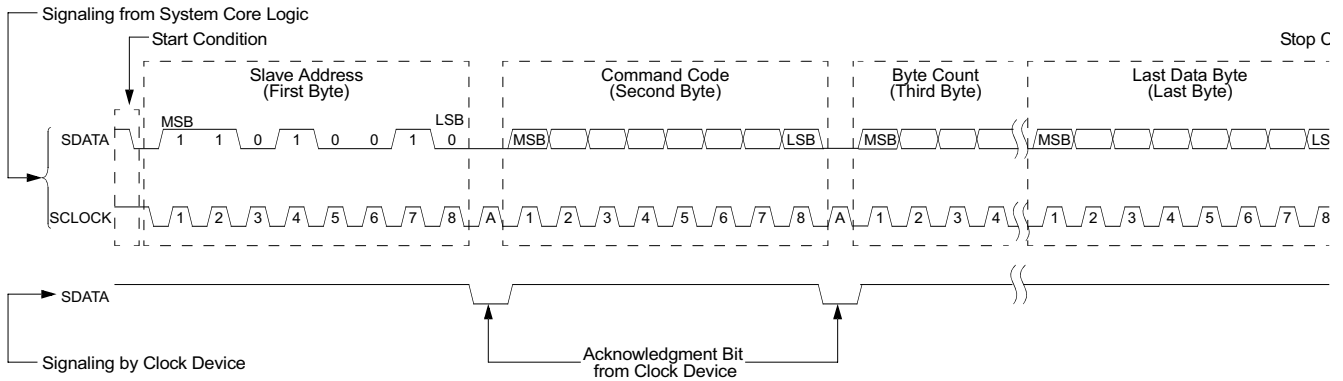 Signaling from System Core Logic
Start Condition
Stop C
Slave Address
(First Byte)
Command Code
(Second Byte)
Byte Count
(Third Byte)
Last Data Byte
(Last Byte)
MSB
LSB
SDATA
1 1 0 1 0 0 1 0
MSB
LSB
MSB
MSB
LS
SCLOCK
1 2 3 4 5 6 7 8 A 1 2 3 4 5 6 7 8 A 1 2 3 4 1 2 3 4 5 6 7 8
SDATA
Signaling by Clock Device
Acknowledgment Bit
from Clock Device